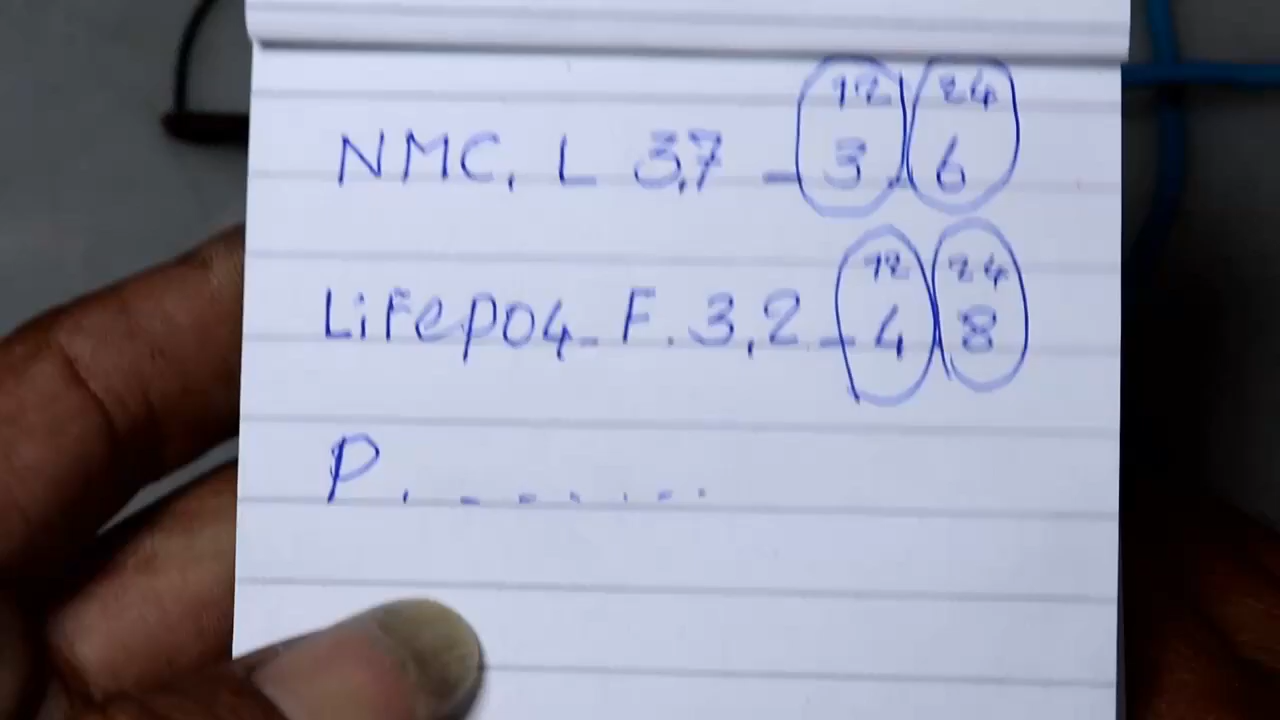 12 24
NMC. L 3,7 - 3. 6
12 24
Lifepo4 - F. 3,2 - 4 8
P. - - - - - - -